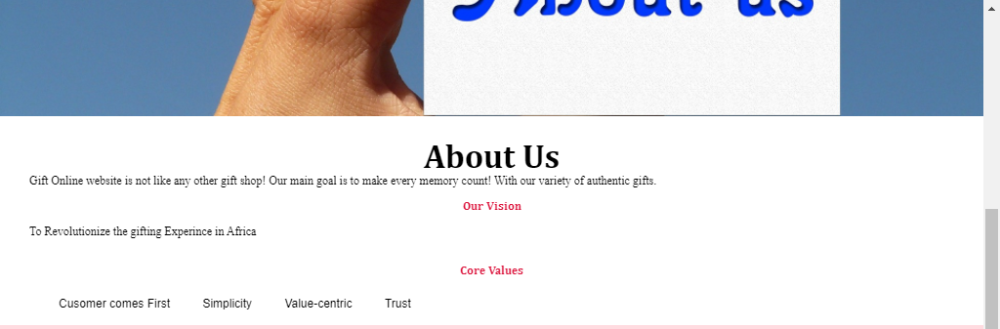 About us
About Us
Gift Online website is not like any other gift shop! Our main goal is to make every memory count! With our variety of authentic gifts.
Our Vision
To Revolutionize the gifting Experince in Africa
Core Values
Cusomer comes First Simplicity Value-centric Trust